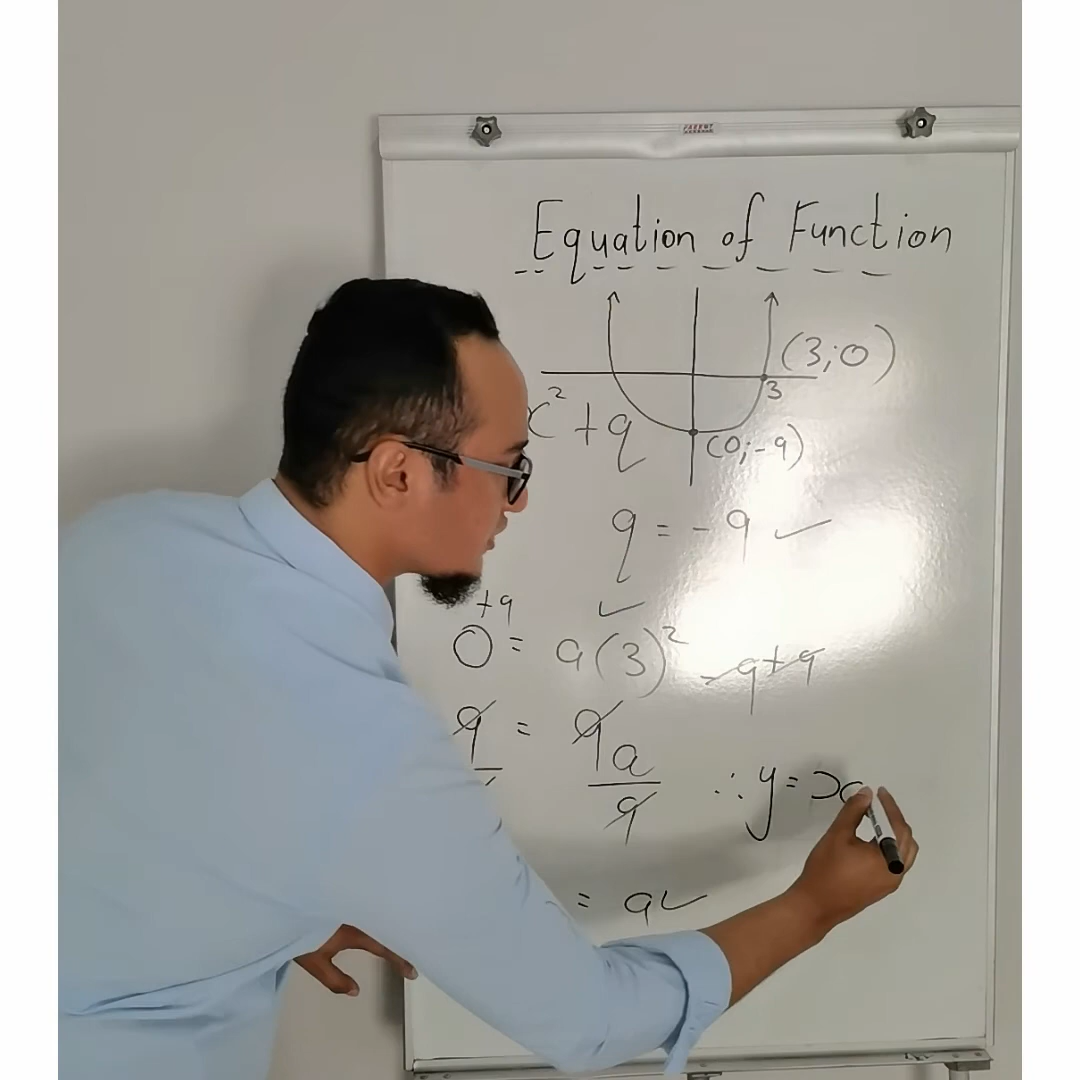 Equation of Function
(3;0)
3
x² + q
(0;-9)
q = -9 ✓
+9 ✓
0 = a(3)² -9+9
9 = 9a
9
∴ y = x
= a ✓